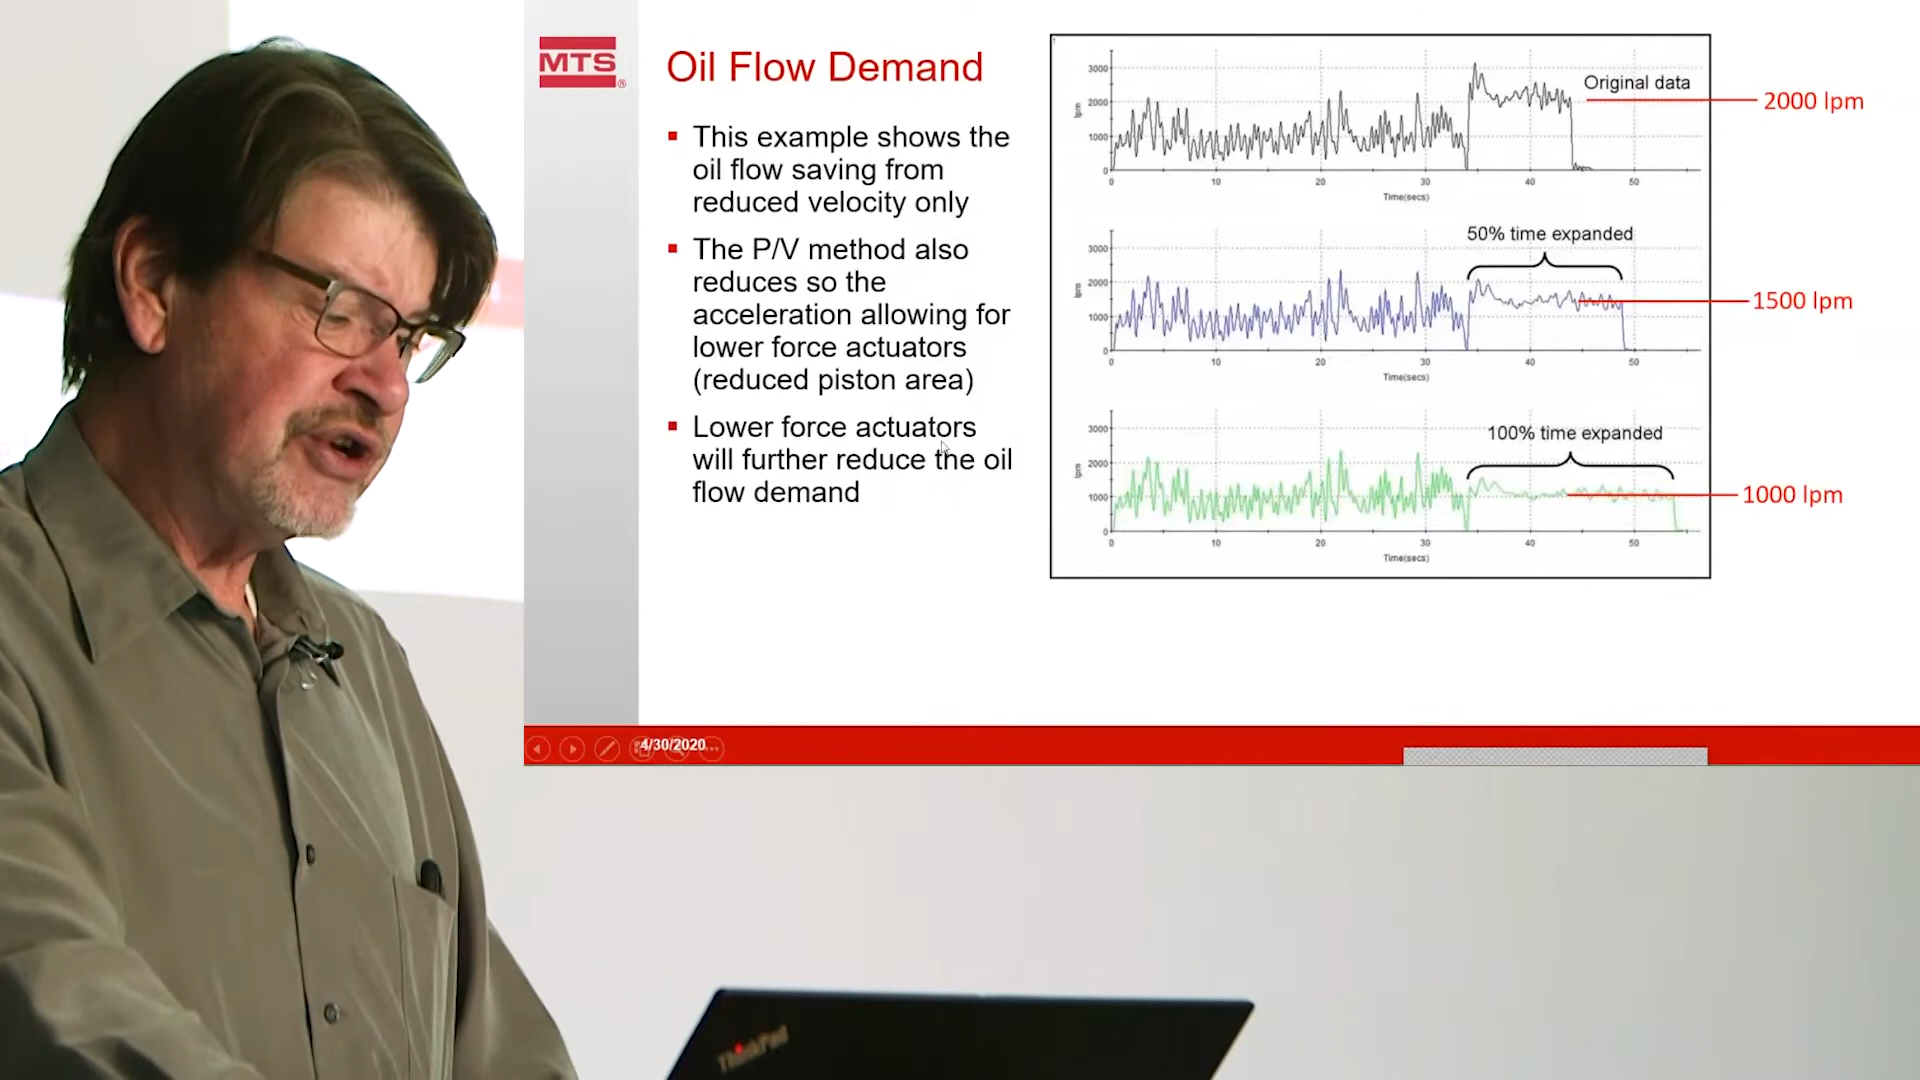 MTS
®
Oil Flow Demand
This example shows the
oil flow saving from
reduced velocity only
The P/V method also
reduces so the
acceleration allowing for
lower force actuators
(reduced piston area)
Lower force actuators
will further reduce the oil
flow demand
Original data
2000 lpm
3000
2000
1000
0
lpm
0 10 20 30 40 50
Time(secs)
50% time expanded
1500 lpm
3000
2000
1000
0
lpm
0 10 20 30 40 50
Time(secs)
100% time expanded
1000 lpm
3000
2000
1000
0
lpm
0 10 20 30 40 50
Time(secs)
4/30/2020
ThinkPad